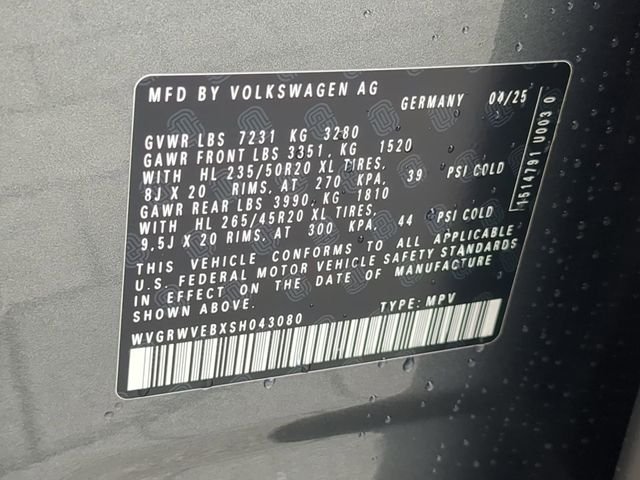 MFD BY VOLKSWAGEN AG
GERMANY 04/25
GVWR LBS 7231 KG 3280
GAWR FRONT LBS 3351, KG 1520
WITH HL 235/50R20 XL TIRES,
8J X 20 RIMS, AT 270 KPA, 39 PSI COLD
GAWR REAR LBS 3990, KG 1810
WITH HL 265/45R20 XL TIRES,
9,5J X 20 RIMS, AT 300 KPA, 44 PSI COLD
THIS VEHICLE CONFORMS TO ALL APPLICABLE
U.S. FEDERAL MOTOR VEHICLE SAFETY STANDARDS
IN EFFECT ON THE DATE OF MANUFACTURE
SHOWN ABOVE.
WVGRWVEBXSH043080 TYPE: MPV
1514791 U003 0